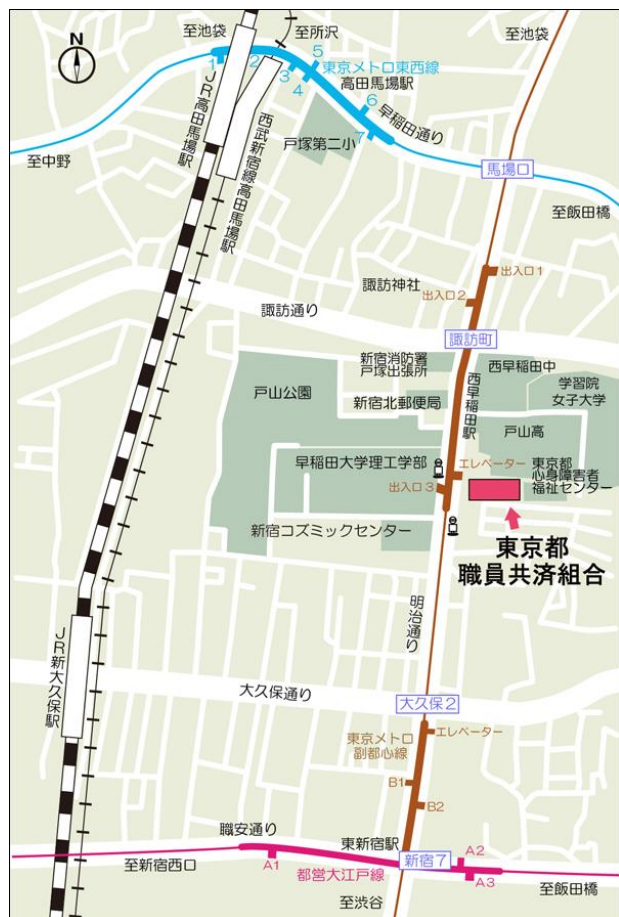 N
至池袋
至所沢
至池袋
1
2
3
4
5
6
7
東京メトロ東西線
高田馬場駅
早稲田通り
JR高田馬場駅
西武新宿線高田馬場駅
戸塚第二小
至中野
馬場口
至飯田橋
出入口1
諏訪神社
出入口2
諏訪通り
諏訪町
新宿消防署
戸塚出張所
西早稲田中
学習院
女子大学
西早稲田駅
戸山公園
新宿北郵便局
戸山高
早稲田大学理工学部
エレベーター
東京都
心身障害者
福祉センター
出入口3
新宿コズミックセンター
東京都
職員共済組合
明治通り
JR新大久保駅
大久保通り
大久保2
東京メトロ
副都心線
エレベーター
B1
B2
職安通り
東新宿駅
新宿7
A1
A2
A3
至新宿西口
都営大江戸線
至飯田橋
至渋谷